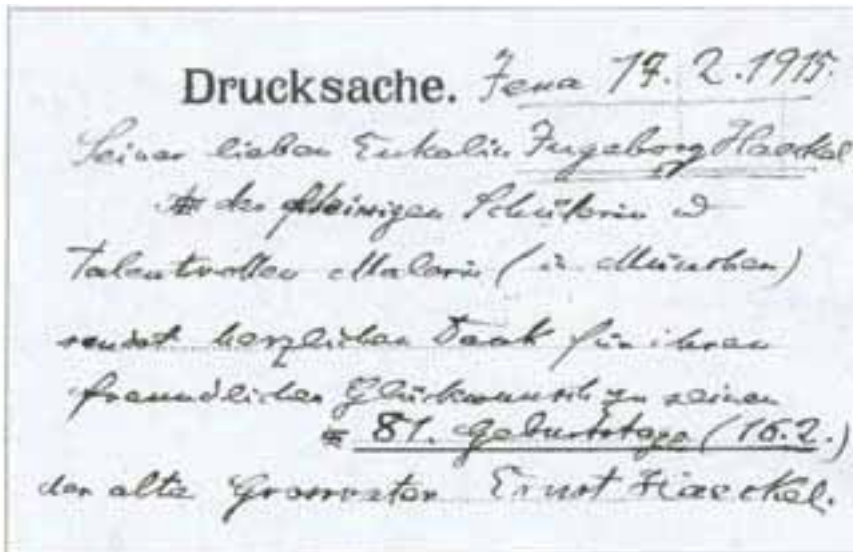 Drucksache. Jena 17. 2. 1915.
Seiner lieben Enkelin Ingeborg Haeckel
der fleissigen Schülerin u
talentvollen Malerin (in München)
sendet herzlichen Dank für ihren
freundlichen Glückwunsch zu seinem
81. Geburtstage (16.2.)
der alte Grossvater Ernst Haeckel.